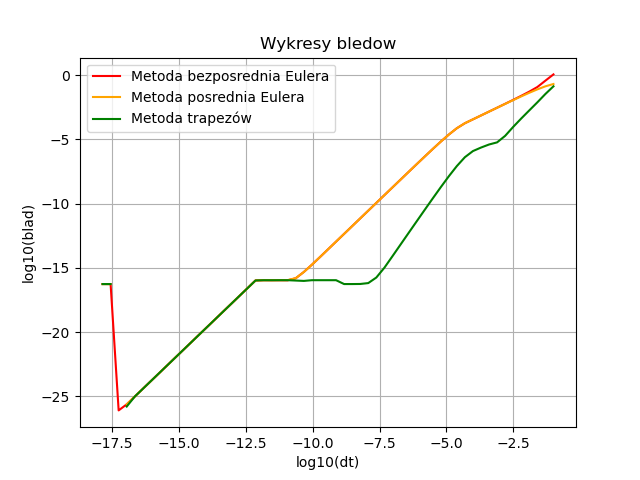 Wykresy bledow
Metoda bezposrednia Eulera
Metoda posrednia Eulera
Metoda trapezów
log10(blad)
0
−5
−10
−15
−20
−25
−17.5 −15.0 −12.5 −10.0 −7.5 −5.0 −2.5
log10(dt)